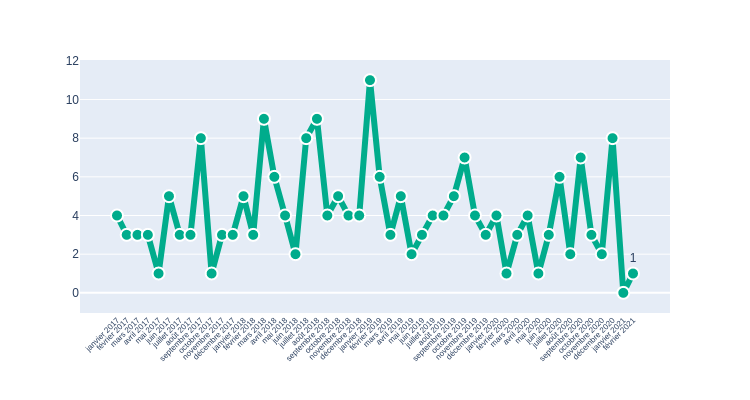 12
10
8
6
4
2
0
1
janvier 2017
février 2017
mars 2017
avril 2017
mai 2017
juin 2017
juillet 2017
août 2017
septembre 2017
octobre 2017
novembre 2017
décembre 2017
janvier 2018
février 2018
mars 2018
avril 2018
mai 2018
juin 2018
juillet 2018
août 2018
septembre 2018
octobre 2018
novembre 2018
décembre 2018
janvier 2019
février 2019
mars 2019
avril 2019
mai 2019
juin 2019
juillet 2019
août 2019
septembre 2019
octobre 2019
novembre 2019
décembre 2019
janvier 2020
février 2020
mars 2020
avril 2020
mai 2020
juin 2020
juillet 2020
août 2020
septembre 2020
octobre 2020
novembre 2020
décembre 2020
janvier 2021
février 2021